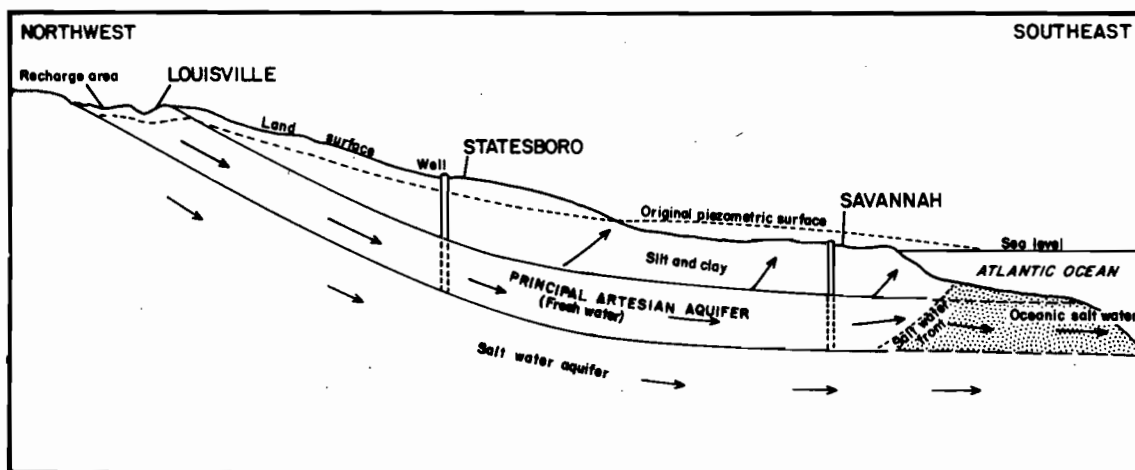 NORTHWEST
SOUTHEAST
Recharge area
LOUISVILLE
Land surface
Well
STATESBORO
Original piezometric surface
SAVANNAH
Sea level
ATLANTIC OCEAN
Silt and clay
PRINCIPAL ARTESIAN AQUIFER
(Fresh water)
Salt water
front
Oceanic salt water
Salt water aquifer